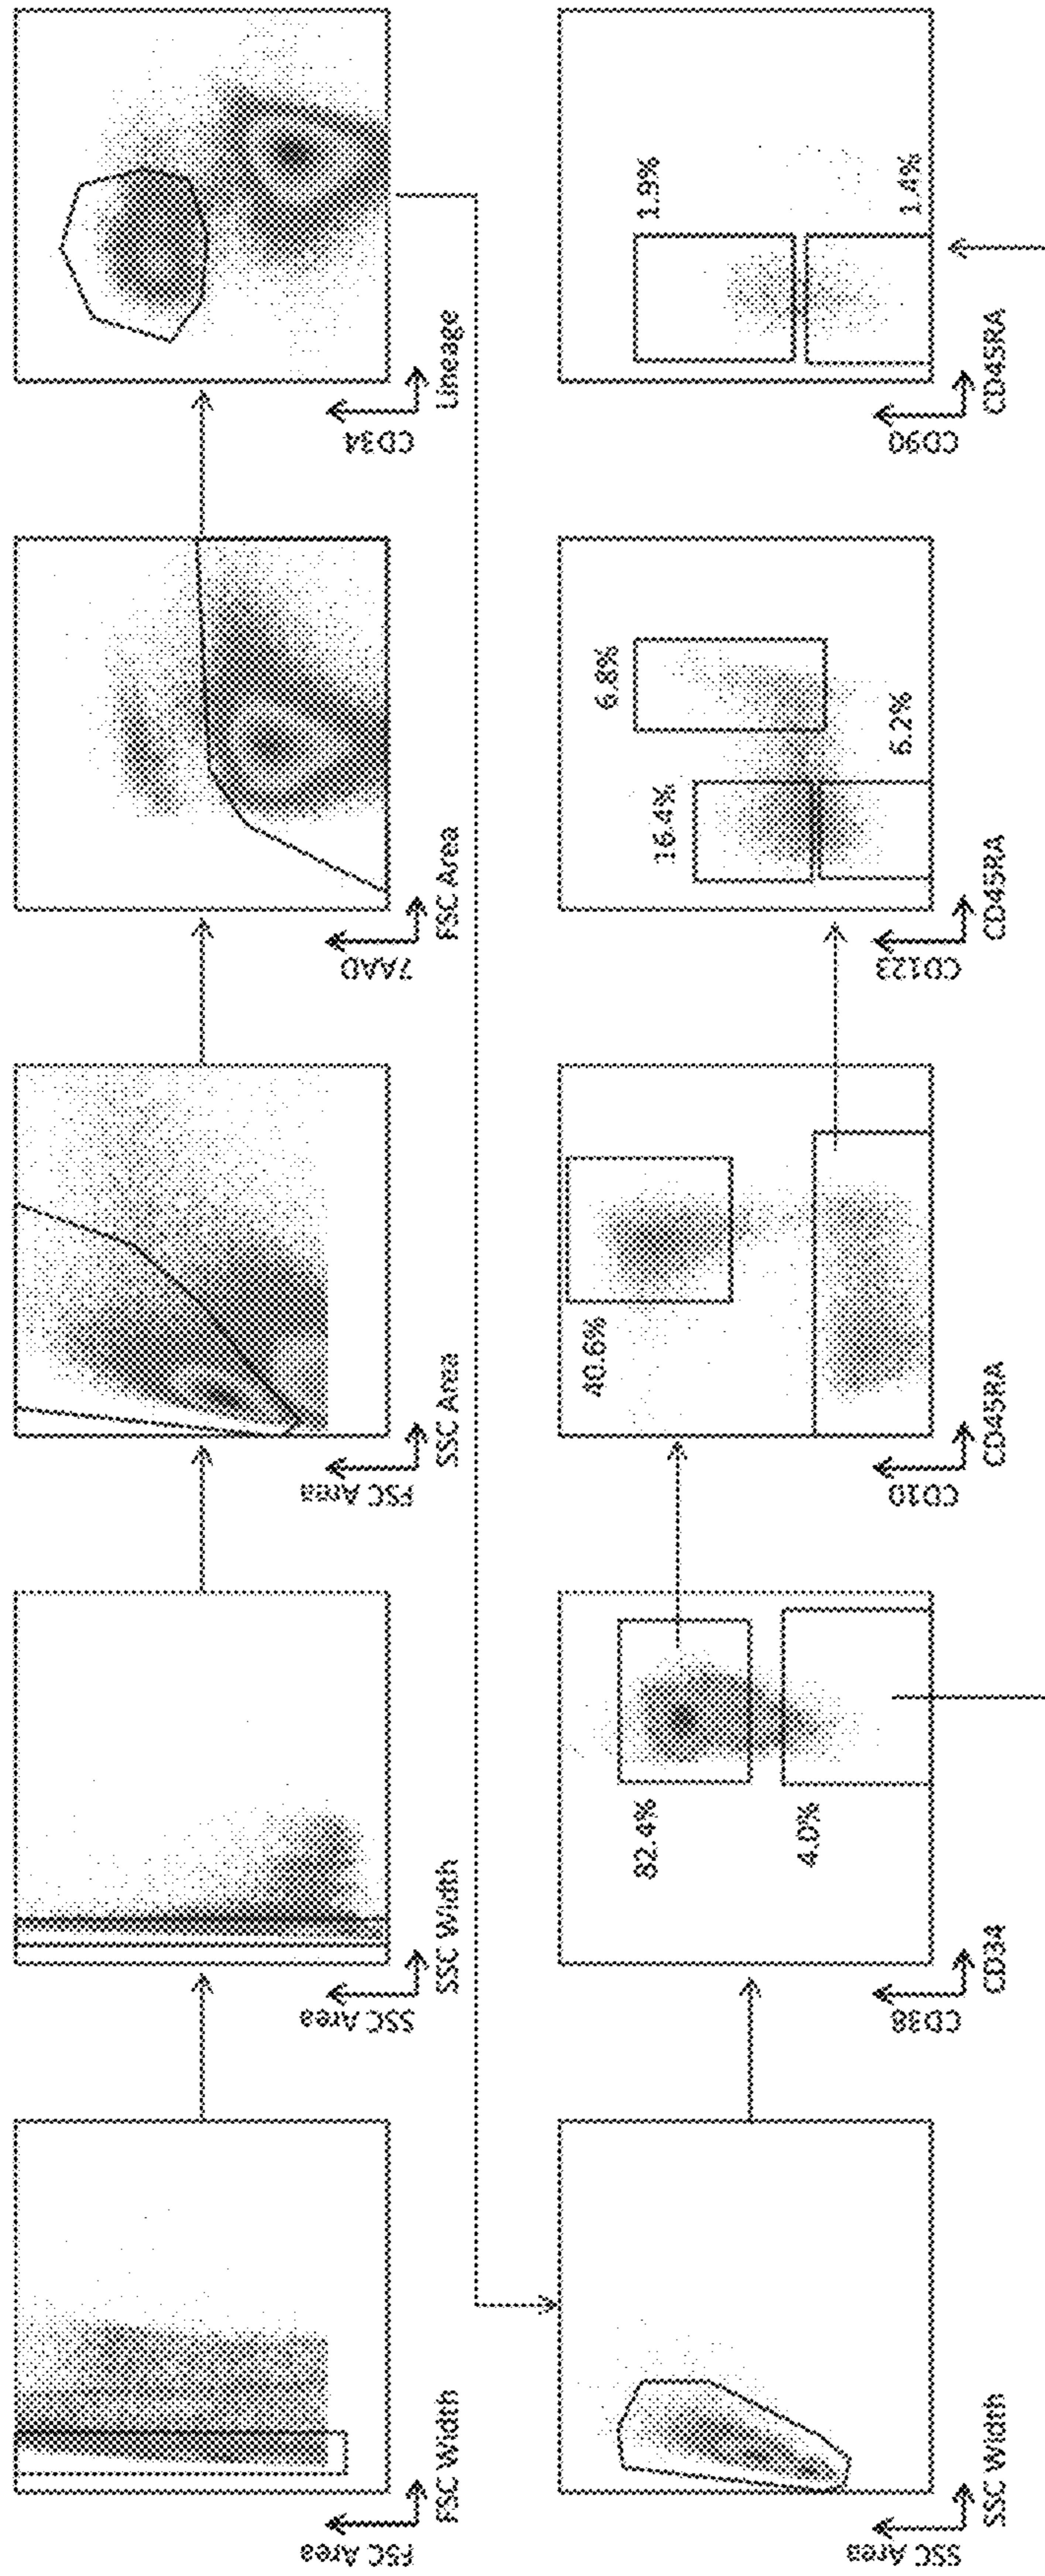 FSC Area
FSC Width
SSC Area
SSC Width
FSC Area
SSC Area
7AAD
FSC Area
CD34
Lineage
SSC Area
SSC Width
82.4%
4.0%
CD38
CD34
40.6%
CD10
CD45RA
16.4%
6.8%
6.2%
CD123
CD45RA
1.9%
1.4%
CD90
CD45RA